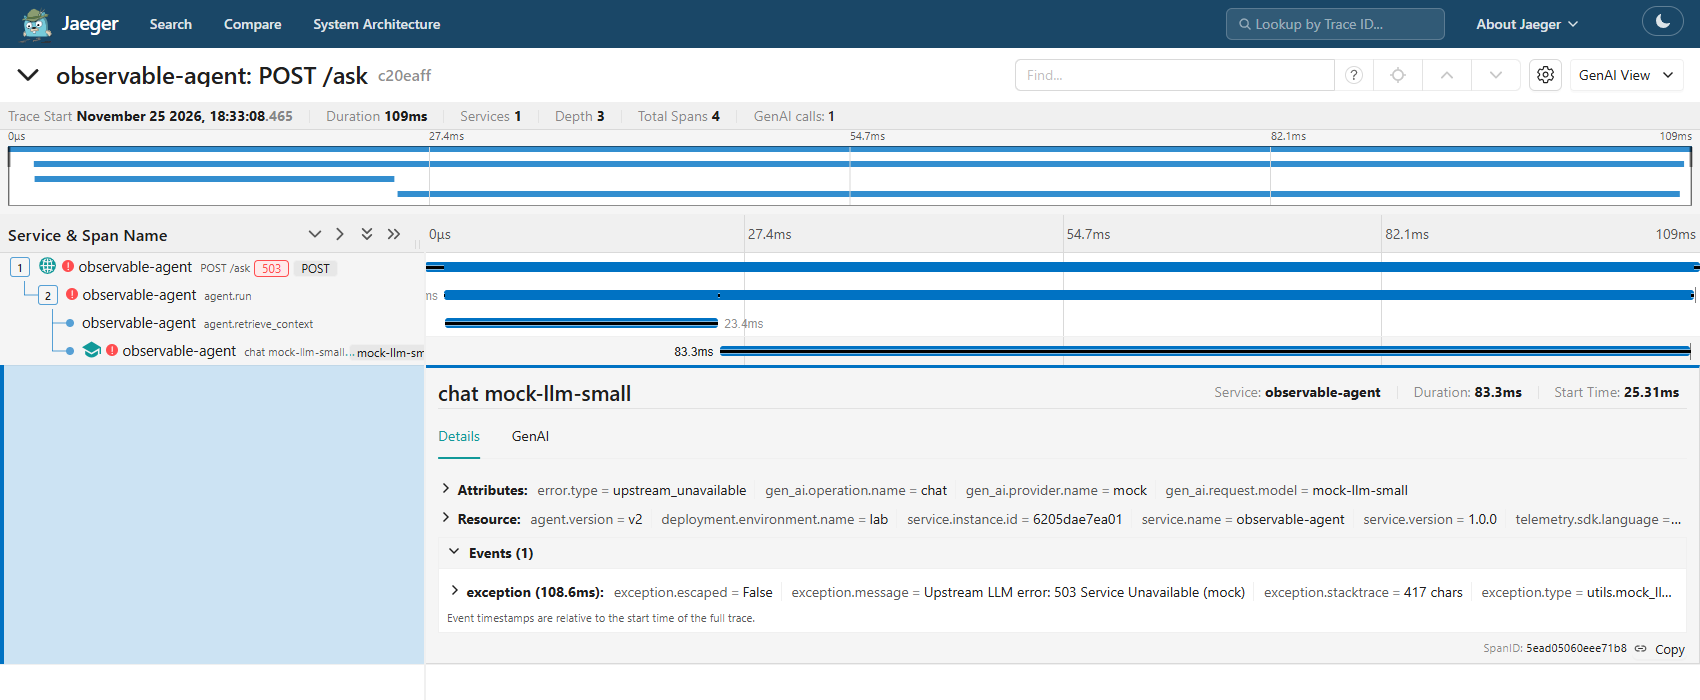 Jaeger Search Compare System Architecture Lookup by Trace ID... About Jaeger
observable-agent: POST /ask c20eaff Find... ? GenAI View
Trace Start November 25 2026, 18:33:08.465 Duration 109ms Services 1 Depth 3 Total Spans 4 GenAI calls: 1
0μs 27.4ms 54.7ms 82.1ms 109ms
Service & Span Name 0μs 27.4ms 54.7ms 82.1ms 109ms
1 observable-agent POST /ask 503 POST
2 observable-agent agent.run ms
observable-agent agent.retrieve_context 23.4ms
observable-agent chat mock-llm-small... mock-llm-sm 83.3ms
chat mock-llm-small Service: observable-agent Duration: 83.3ms Start Time: 25.31ms
Details GenAI
Attributes: error.type = upstream_unavailable gen_ai.operation.name = chat gen_ai.provider.name = mock gen_ai.request.model = mock-llm-small
Resource: agent.version = v2 deployment.environment.name = lab service.instance.id = 6205dae7ea01 service.name = observable-agent service.version = 1.0.0 telemetry.sdk.language =...
Events (1)
exception (108.6ms): exception.escaped = False exception.message = Upstream LLM error: 503 Service Unavailable (mock) exception.stacktrace = 417 chars exception.type = utils.mock_ll...
Event timestamps are relative to the start time of the full trace.
SpanID: 5ead05060eee71b8 Copy